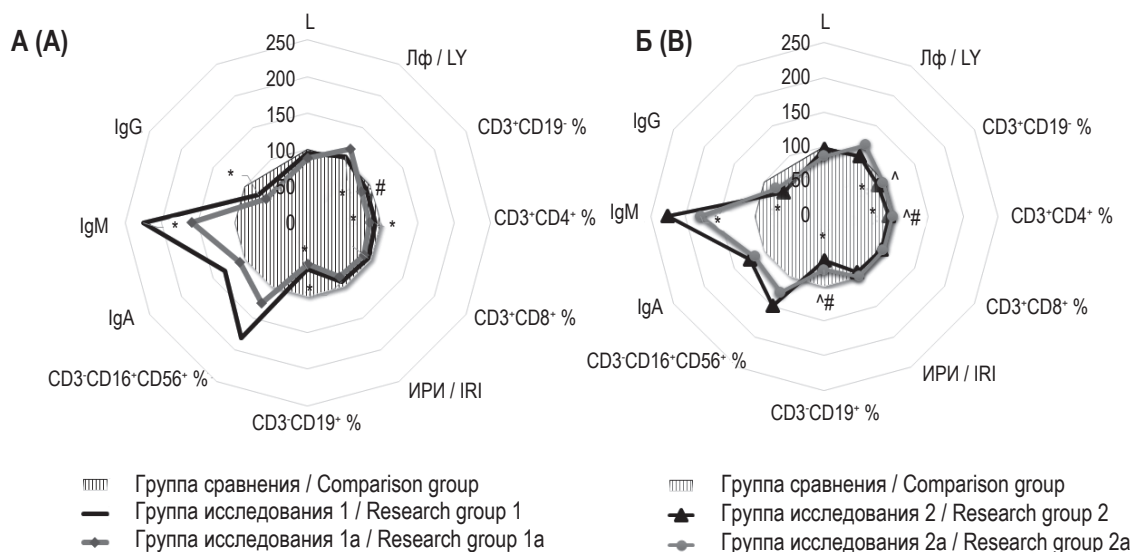 А (A)
L
Лф / LY
CD3⁺CD19⁻ %
CD3⁺CD4⁺ %
CD3⁺CD8⁺ %
ИРИ / IRI
CD3⁻CD19⁺ %
CD3⁻CD16⁺CD56⁺ %
IgA
IgM
IgG
250
200
150
100
50
0
*
*
*
*
*
*
*
#
Группа сравнения / Comparison group
Группа исследования 1 / Research group 1
Группа исследования 1а / Research group 1a
Б (B)
L
Лф / LY
CD3⁺CD19⁻ %
CD3⁺CD4⁺ %
CD3⁺CD8⁺ %
ИРИ / IRI
CD3⁻CD19⁺ %
CD3⁻CD16⁺CD56⁺ %
IgA
IgM
IgG
250
200
150
100
50
0
*
*
*
*
*
^
^#
^#
Группа сравнения / Comparison group
Группа исследования 2 / Research group 2
Группа исследования 2а / Research group 2a